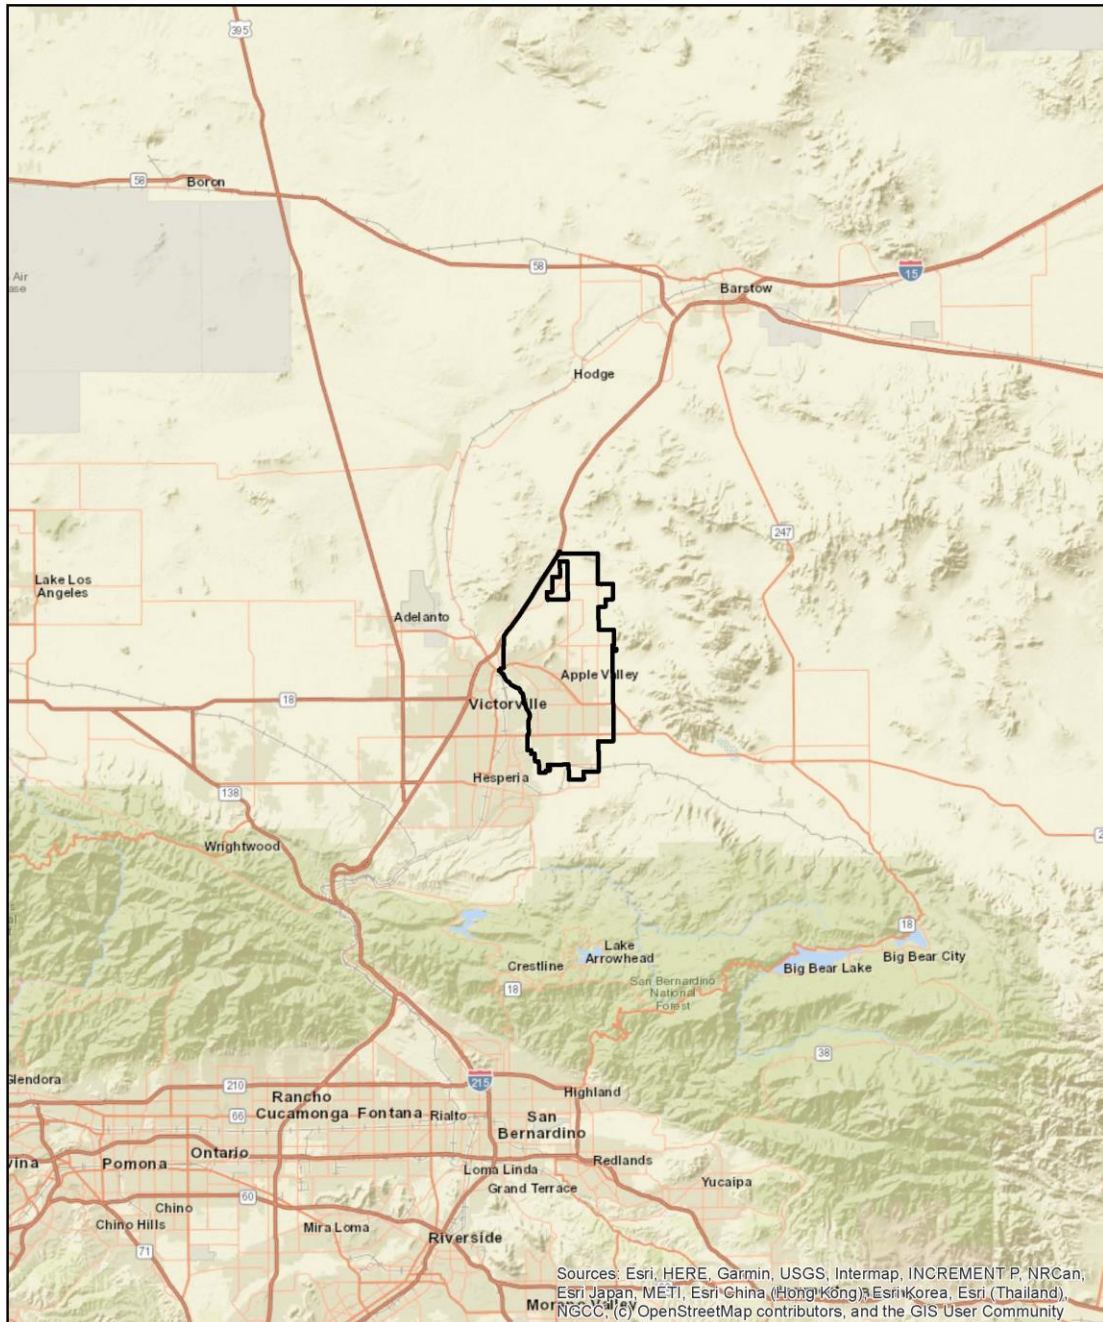 395
58
Boron
58
15
Barstow
Air
Hodge
247
Lake Los
Angeles
Adelanto
Apple Valley
18
Victorville
Hesperia
138
Wrightwood
18
Lake
Arrowhead
Big Bear City
Crestline
Big Bear Lake
18
San Bernardino
National
Forest
38
Glendora
210
215
Highland
Rancho
Cucamonga
Fontana
Rialto
66
San
Bernardino
Ontario
Pomona
vina
Loma Linda
Redlands
Grand Terrace
Yucaipa
60
Chino
Chino Hills
Mira Loma
Riverside
71
Sources: Esri, HERE, Garmin, USGS, Intermap, INCREMENT P, NRCan,
Esri Japan, METI, Esri China (Hong Kong), Esri Korea, Esri (Thailand),
Moreno Valley
NGCC, (c) OpenStreetMap contributors, and the GIS User Community